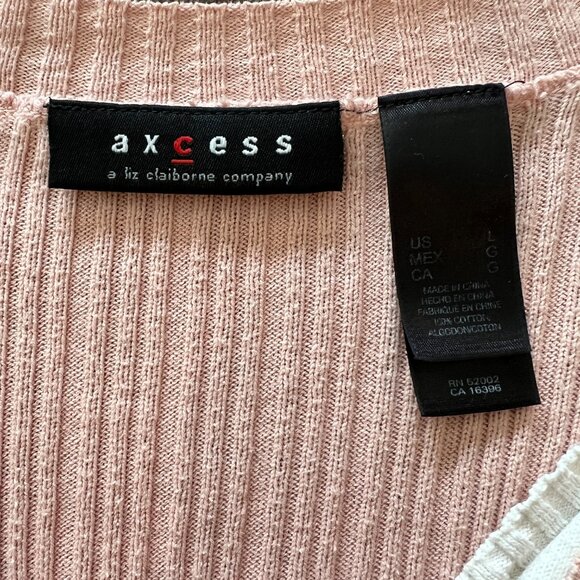 axcess
a liz claiborne company
US L
MEX G
CA G
MADE IN CHINA
HECHO EN CHINA
FABRIQUÉ EN CHINE
100% COTTON
ALGODON/COTON
RN 52002
CA 16396